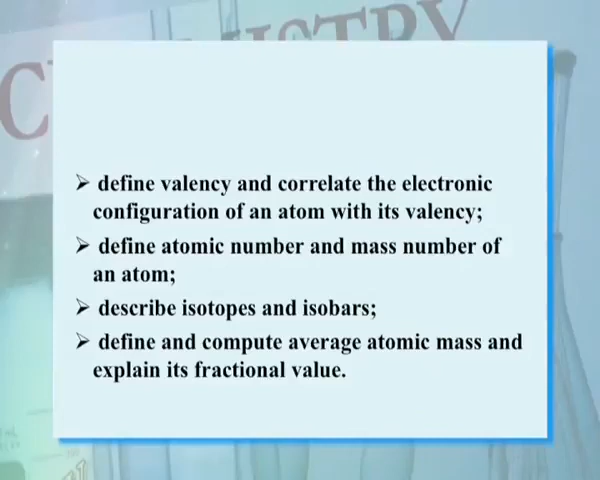 ➢ define valency and correlate the electronic
configuration of an atom with its valency;
➢ define atomic number and mass number of
an atom;
➢ describe isotopes and isobars;
➢ define and compute average atomic mass and
explain its fractional value.